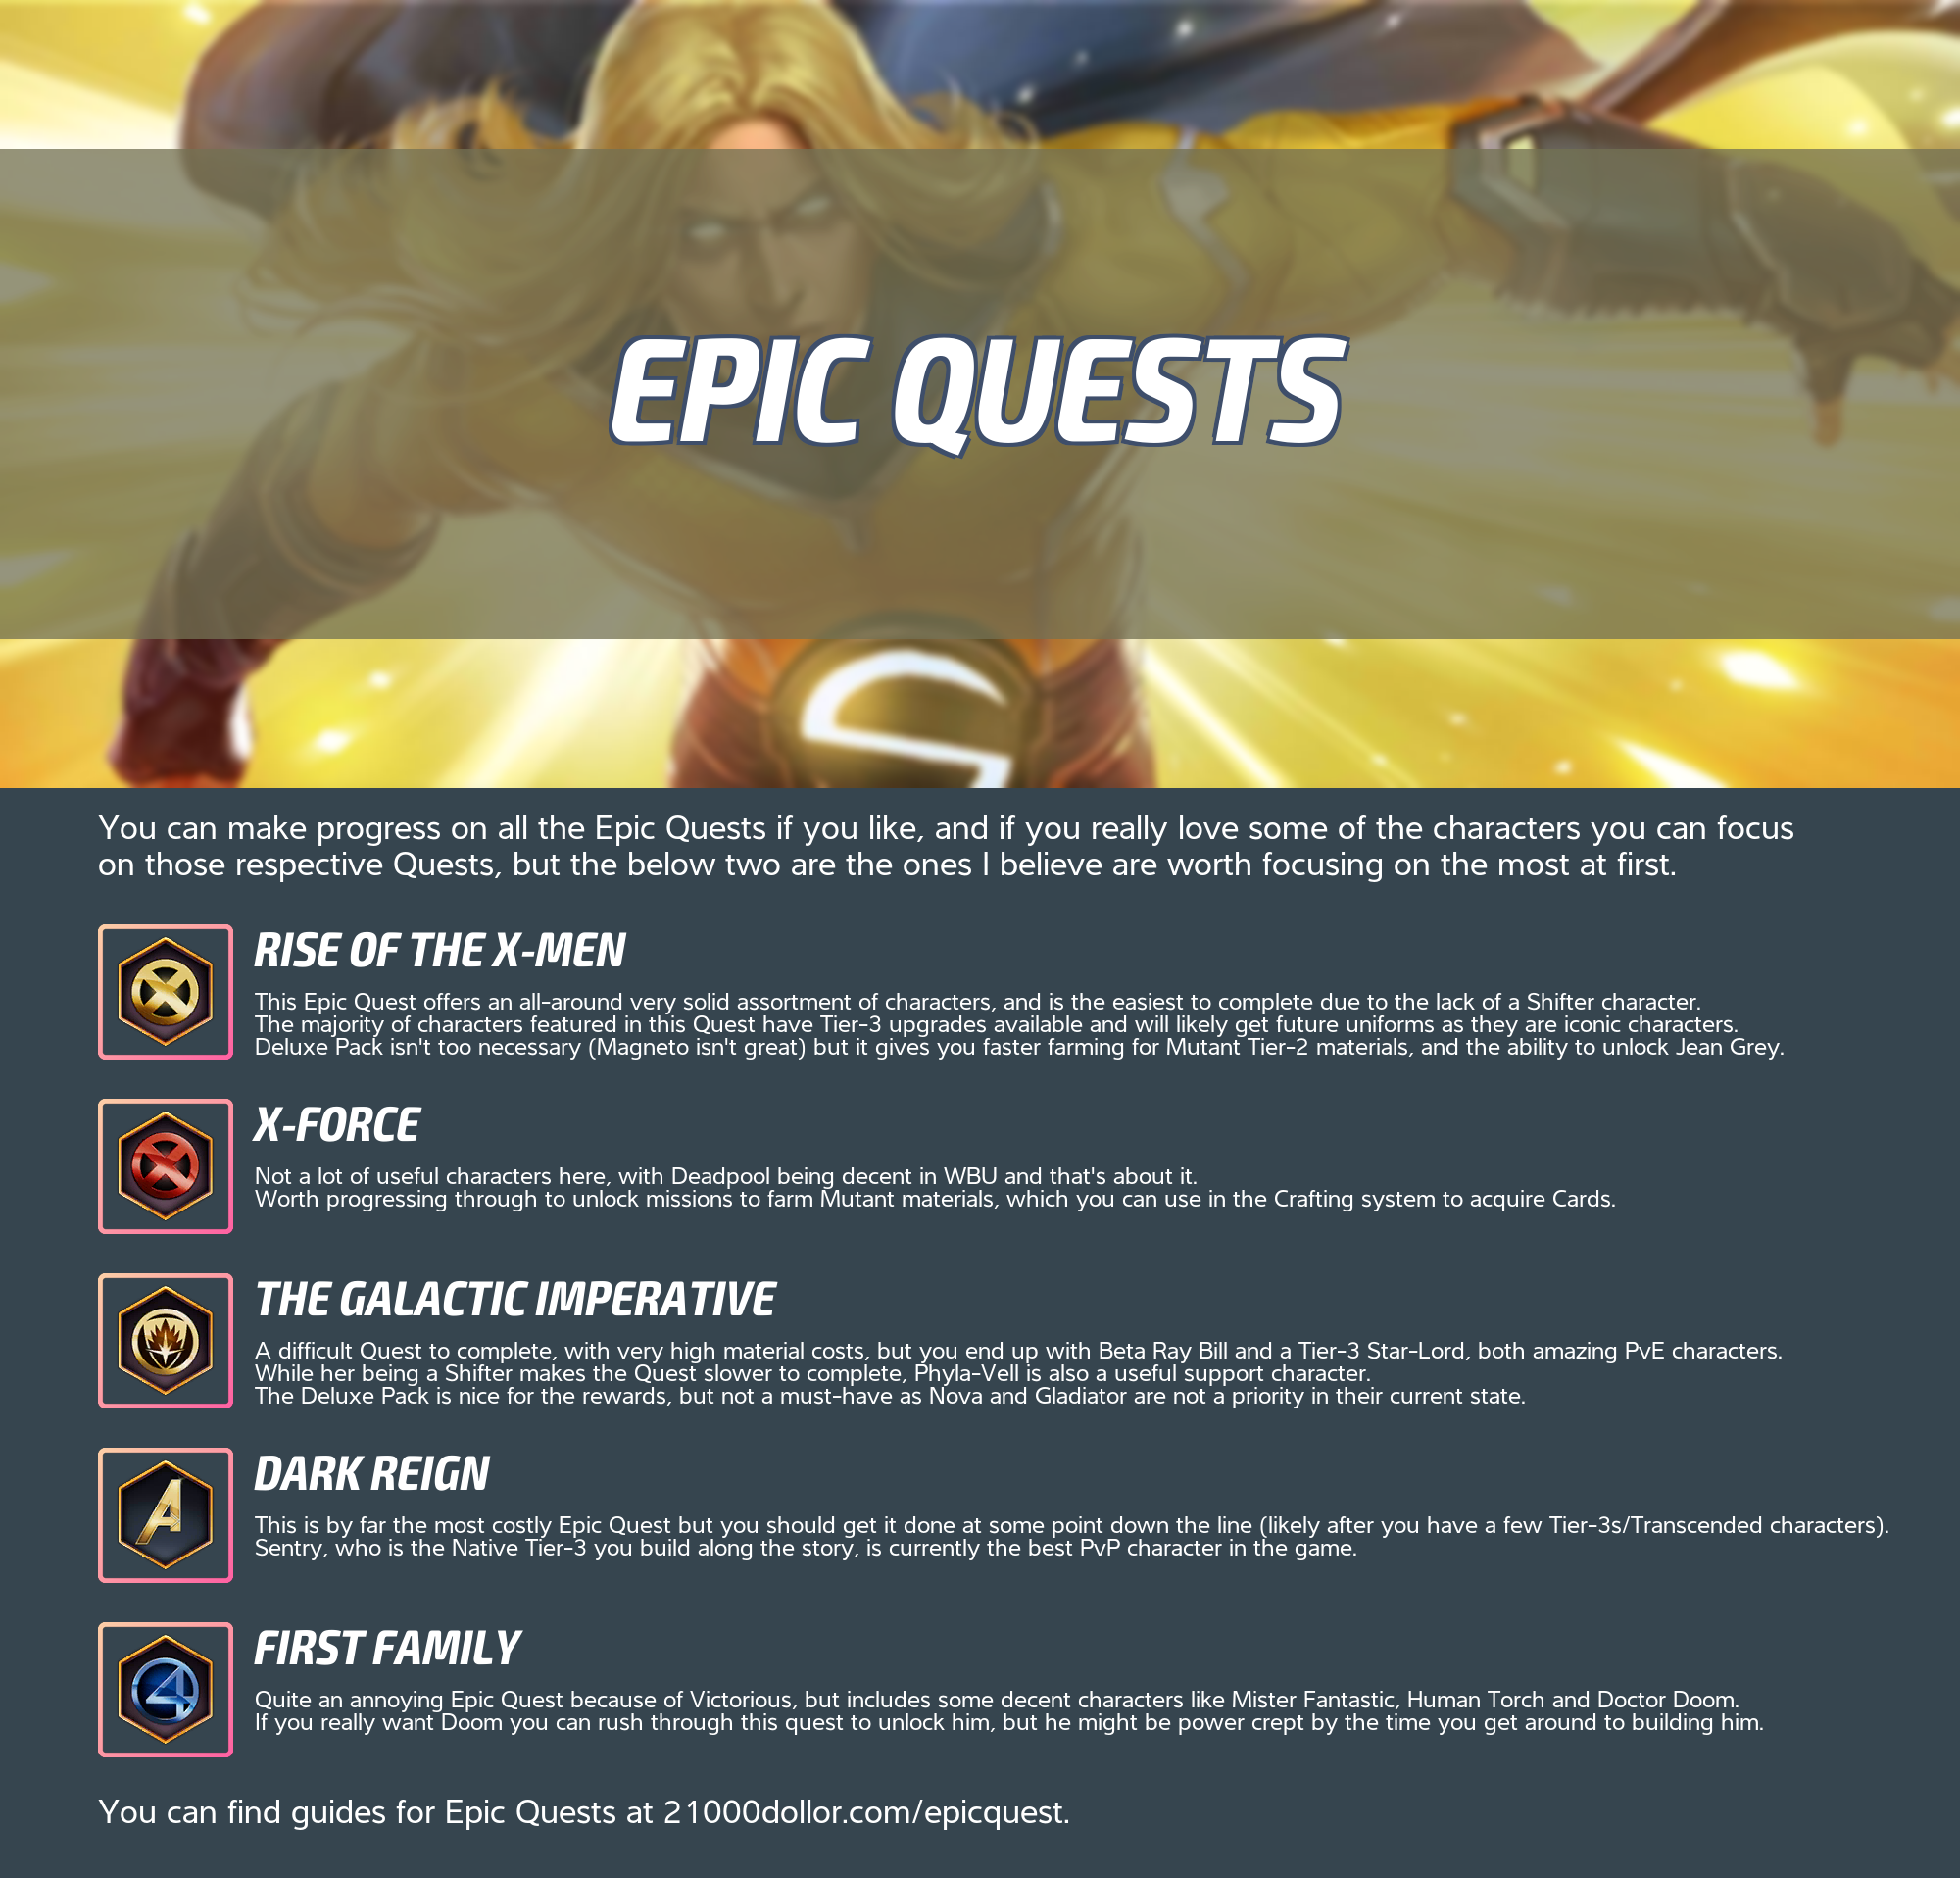 EPIC QUESTS
You can make progress on all the Epic Quests if you like, and if you really love some of the characters you can focus
on those respective Quests, but the below two are the ones I believe are worth focusing on the most at first.
RISE OF THE X-MEN
This Epic Quest offers an all-around very solid assortment of characters, and is the easiest to complete due to the lack of a Shifter character.
The majority of characters featured in this Quest have Tier-3 upgrades available and will likely get future uniforms as they are iconic characters.
Deluxe Pack isn't too necessary (Magneto isn't great) but it gives you faster farming for Mutant Tier-2 materials, and the ability to unlock Jean Grey.
X-FORCE
Not a lot of useful characters here, with Deadpool being decent in WBU and that's about it.
Worth progressing through to unlock missions to farm Mutant materials, which you can use in the Crafting system to acquire Cards.
THE GALACTIC IMPERATIVE
A difficult Quest to complete, with very high material costs, but you end up with Beta Ray Bill and a Tier-3 Star-Lord, both amazing PvE characters.
While her being a Shifter makes the Quest slower to complete, Phyla-Vell is also a useful support character.
The Deluxe Pack is nice for the rewards, but not a must-have as Nova and Gladiator are not a priority in their current state.
DARK REIGN
This is by far the most costly Epic Quest but you should get it done at some point down the line (likely after you have a few Tier-3s/Transcended characters).
Sentry, who is the Native Tier-3 you build along the story, is currently the best PvP character in the game.
FIRST FAMILY
Quite an annoying Epic Quest because of Victorious, but includes some decent characters like Mister Fantastic, Human Torch and Doctor Doom.
If you really want Doom you can rush through this quest to unlock him, but he might be power crept by the time you get around to building him.
You can find guides for Epic Quests at 21000dollor.com/epicquest.